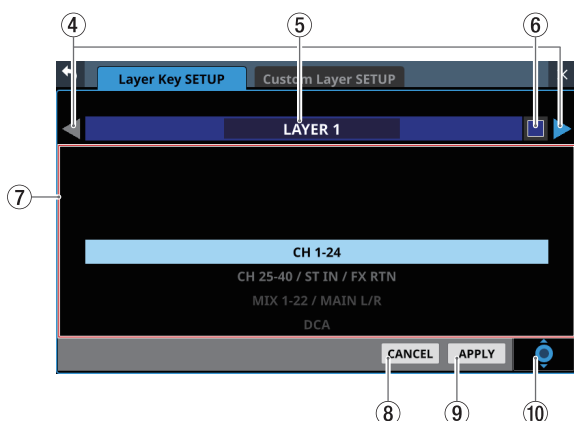 ④ ⑤ ⑥
Layer Key SETUP Custom Layer SETUP
LAYER 1
⑦
CH 1-24
CH 25-40 / ST IN / FX RTN
MIX 1-22 / MAIN L/R
DCA
CANCEL APPLY
⑧ ⑨ ⑩